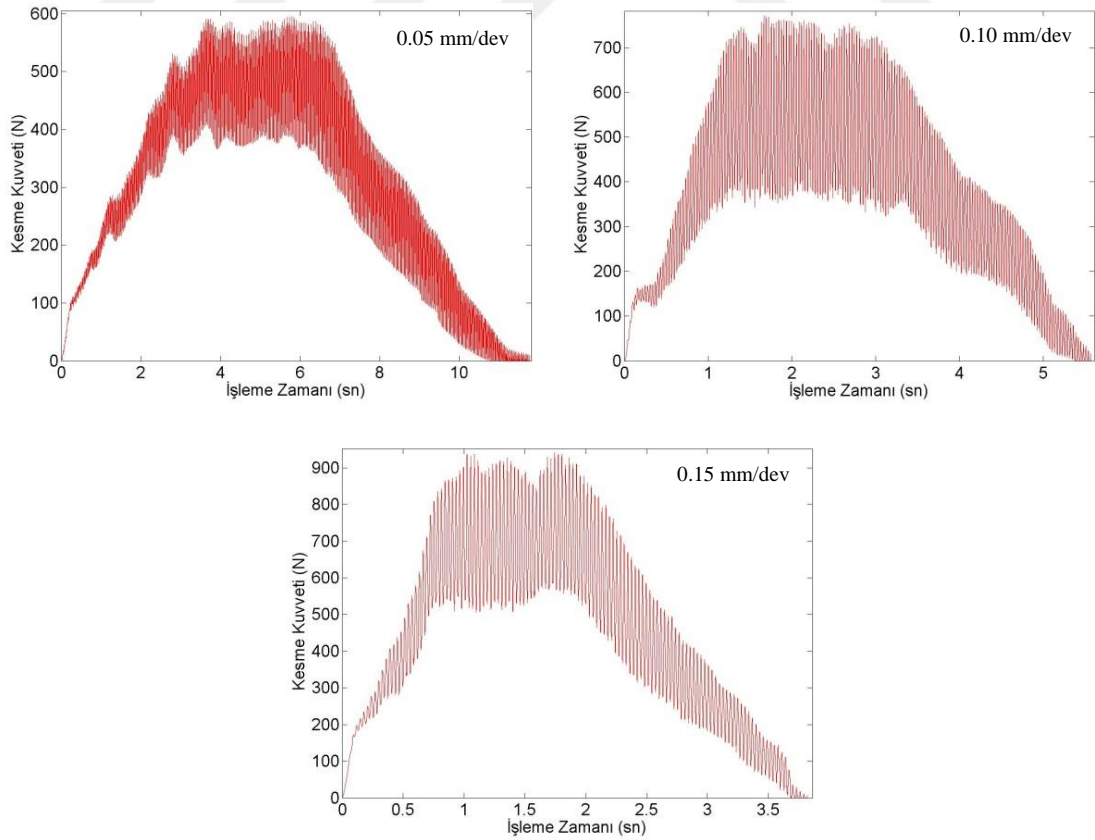 0.05 mm/dev
600
500
400
300
200
100
0
Kesme Kuvveti (N)
0 2 4 6 8 10
İşleme Zamanı (sn)
0.10 mm/dev
700
600
500
400
300
200
100
0
Kesme Kuvveti (N)
0 1 2 3 4 5
İşleme Zamanı (sn)
0.15 mm/dev
900
800
700
600
500
400
300
200
100
0
Kesme Kuvveti (N)
0 0.5 1 1.5 2 2.5 3 3.5
İşleme Zamanı (sn)